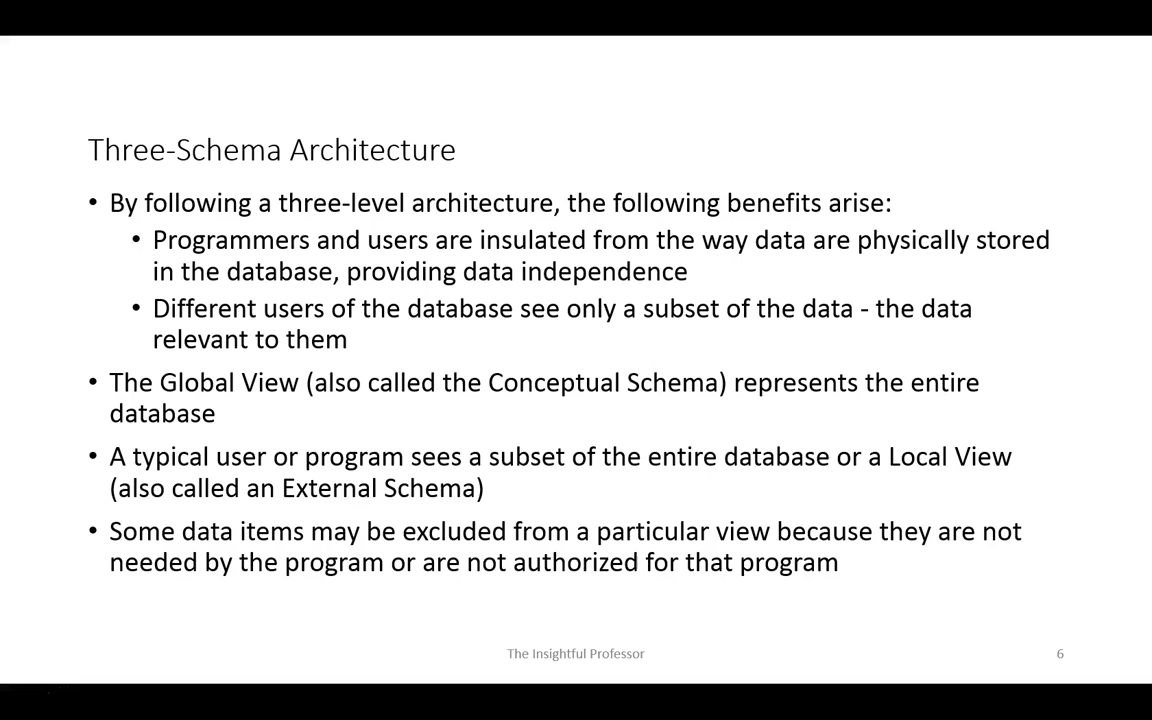 Three-Schema Architecture
• By following a three-level architecture, the following benefits arise:
• Programmers and users are insulated from the way data are physically stored
in the database, providing data independence
• Different users of the database see only a subset of the data - the data
relevant to them
• The Global View (also called the Conceptual Schema) represents the entire
database
• A typical user or program sees a subset of the entire database or a Local View
(also called an External Schema)
• Some data items may be excluded from a particular view because they are not
needed by the program or are not authorized for that program
The Insightful Professor
6